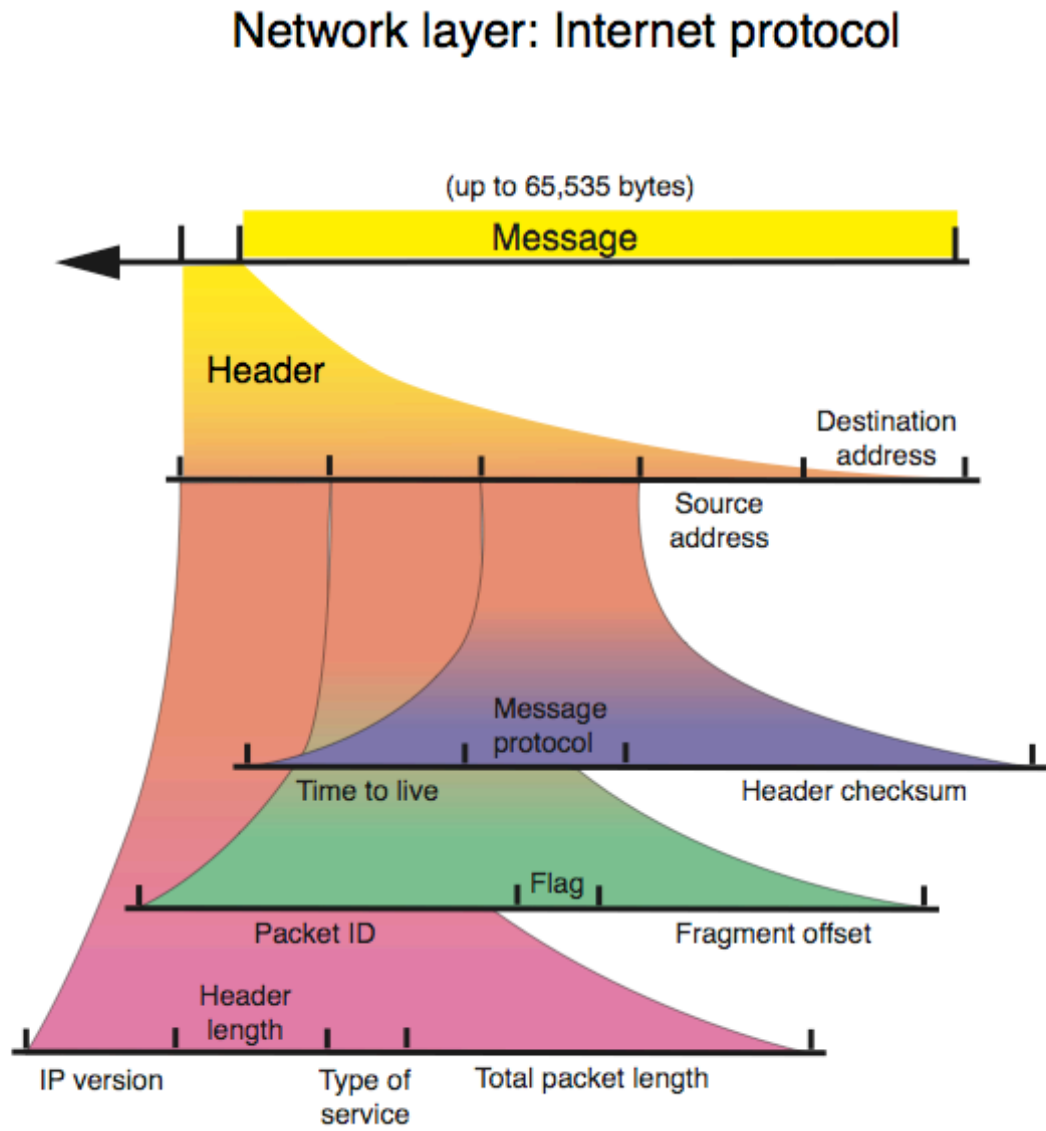 Network layer: Internet protocol
(up to 65,535 bytes)
Message
Header
Destination
address
Source
address
Message
protocol
Time to live
Header checksum
Flag
Packet ID
Fragment offset
Header
length
IP version
Type of
service
Total packet length